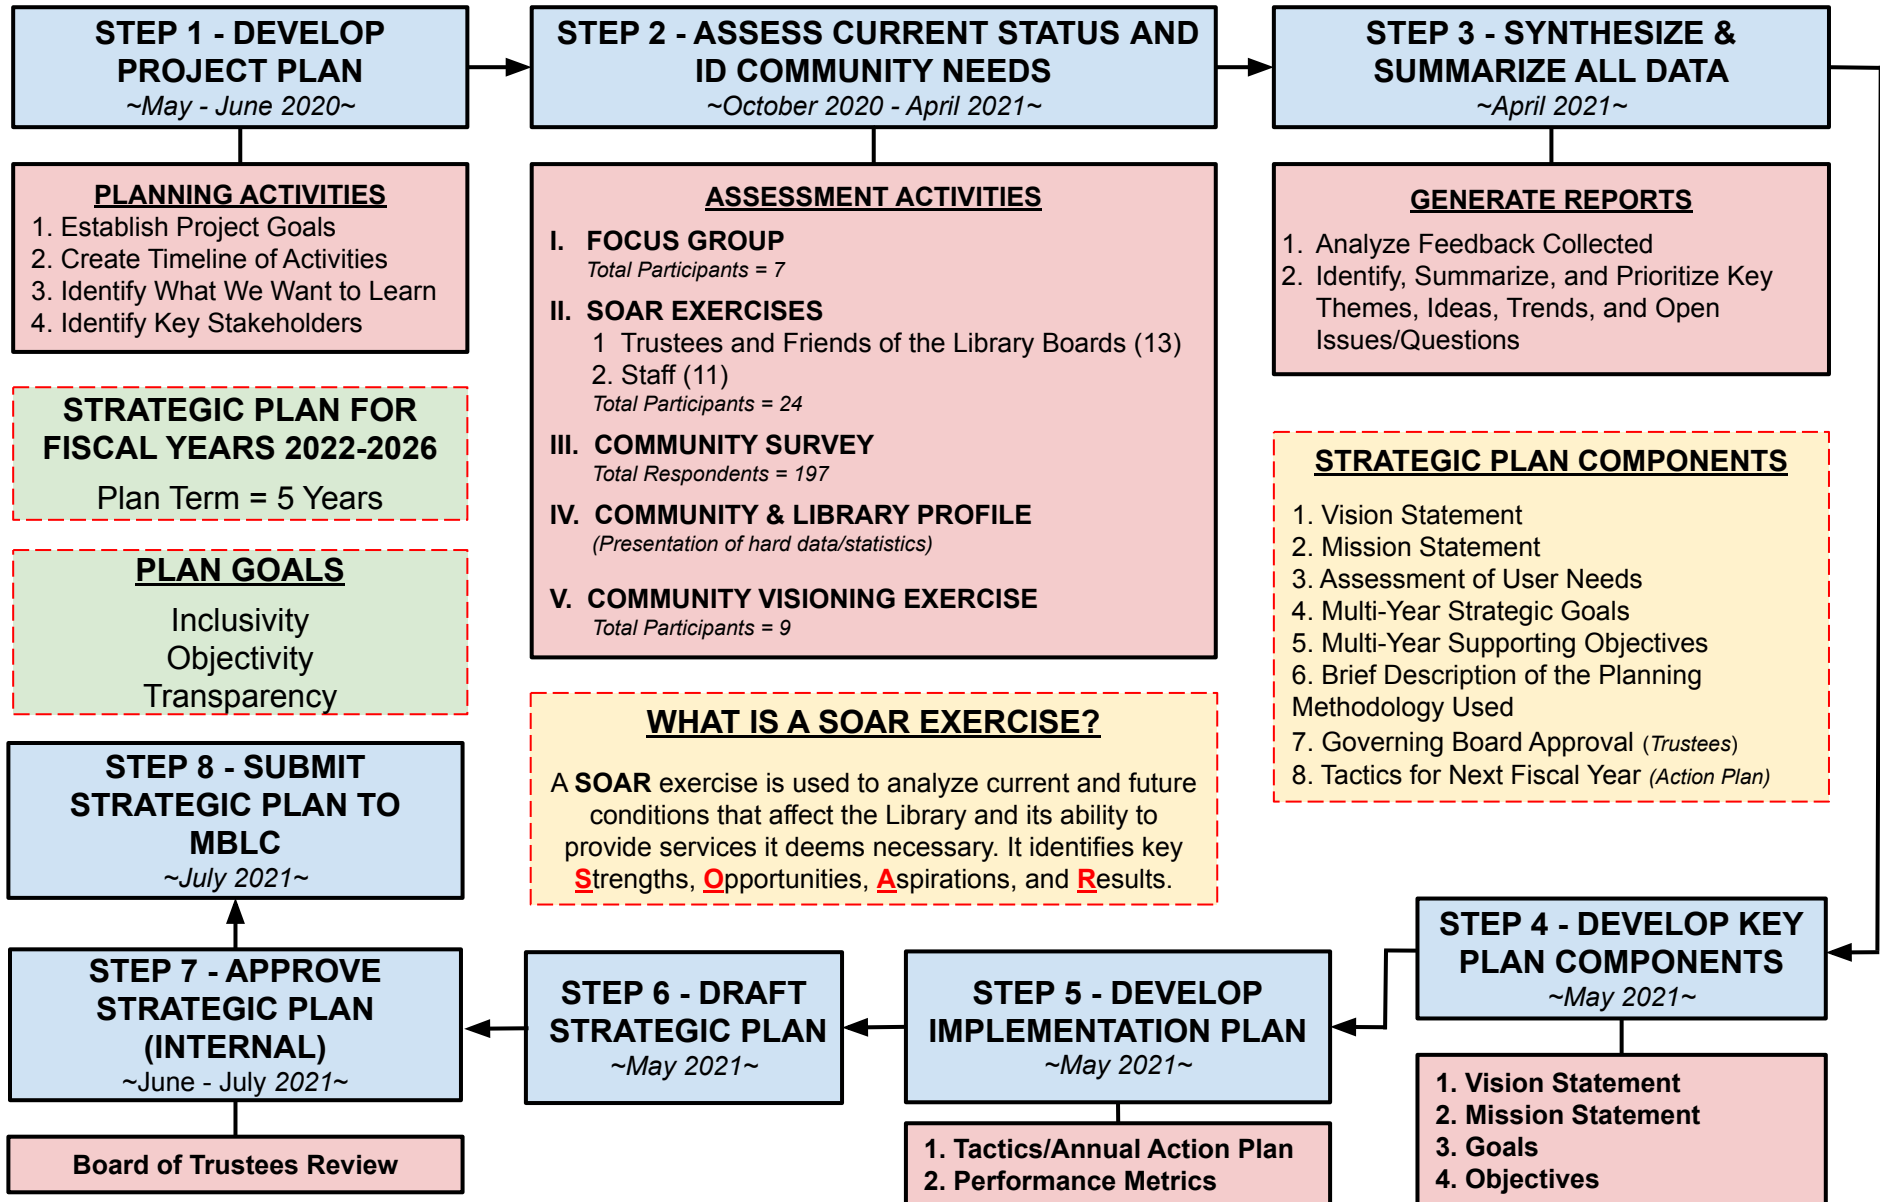 STEP 1 - DEVELOP
PROJECT PLAN
~May - June 2020~
STEP 2 - ASSESS CURRENT STATUS AND
ID COMMUNITY NEEDS
~October 2020 - April 2021~
STEP 3 - SYNTHESIZE &
SUMMARIZE ALL DATA
~April 2021~
PLANNING ACTIVITIES
1. Establish Project Goals
2. Create Timeline of Activities
3. Identify What We Want to Learn
4. Identify Key Stakeholders
ASSESSMENT ACTIVITIES
I. FOCUS GROUP
Total Participants = 7
II. SOAR EXERCISES
1 Trustees and Friends of the Library Boards (13)
2. Staff (11)
Total Participants = 24
III. COMMUNITY SURVEY
Total Respondents = 197
IV. COMMUNITY & LIBRARY PROFILE
(Presentation of hard data/statistics)
V. COMMUNITY VISIONING EXERCISE
Total Participants = 9
GENERATE REPORTS
1. Analyze Feedback Collected
2. Identify, Summarize, and Prioritize Key
Themes, Ideas, Trends, and Open
Issues/Questions
STRATEGIC PLAN FOR
FISCAL YEARS 2022-2026
Plan Term = 5 Years
PLAN GOALS
Inclusivity
Objectivity
Transparency
STRATEGIC PLAN COMPONENTS
1. Vision Statement
2. Mission Statement
3. Assessment of User Needs
4. Multi-Year Strategic Goals
5. Multi-Year Supporting Objectives
6. Brief Description of the Planning
Methodology Used
7. Governing Board Approval (Trustees)
8. Tactics for Next Fiscal Year (Action Plan)
WHAT IS A SOAR EXERCISE?
A SOAR exercise is used to analyze current and future
conditions that affect the Library and its ability to
provide services it deems necessary. It identifies key
Strengths, Opportunities, Aspirations, and Results.
STEP 4 - DEVELOP KEY
PLAN COMPONENTS
~May 2021~
1. Vision Statement
2. Mission Statement
3. Goals
4. Objectives
STEP 5 - DEVELOP
IMPLEMENTATION PLAN
~May 2021~
1. Tactics/Annual Action Plan
2. Performance Metrics
STEP 6 - DRAFT
STRATEGIC PLAN
~May 2021~
STEP 7 - APPROVE
STRATEGIC PLAN
(INTERNAL)
~June - July 2021~
Board of Trustees Review
STEP 8 - SUBMIT
STRATEGIC PLAN TO
MBLC
~July 2021~